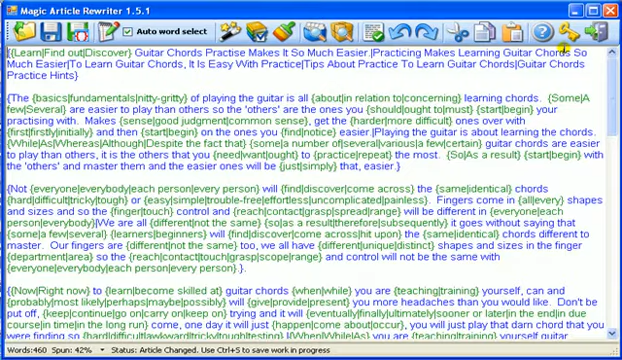 Magic Article Rewriter 1.5.1
Auto word select
{{Learn|Find out|Discover} Guitar Chords Practise Makes It So Much Easier|Practicing Makes Learning Guitar Chords So
Much Easier|To Learn Guitar Chords, It Is Easy With Practice|Tips About Practice To Learn Guitar Chords|Guitar Chords
Practice Hints}
{The {basics|fundamentals|nitty-gritty} of playing the guitar is all {about|in relation to|concerning} learning chords. {Some|A
few|Several} are easier to play than others so the 'others' are the ones you {should|ought to|must} {start|begin} your
practising with. Makes {sense|good judgment|common sense}, get the {harder|more difficult} ones over with
{first|firstly|initially} and then {start|begin} on the ones you {find|notice} easier.|Playing the guitar is about learning the chords.
{While|As|Whereas|Although|Despite the fact that} {some|a number of|several|various|a few|certain} guitar chords are easier
to play than others, it is the others that you {need|want|ought} to {practice|repeat} the most. {So|As a result} {start|begin} with
the 'others' and master them and the easier ones will be {just|simply} that, easier.}
{Not {everyone|everybody|each person|every person} will {find|discover|come across} the {same|identical} chords
{hard|difficult|tricky|tough} or {easy|simple|trouble-free|effortless|uncomplicated|painless}. Fingers come in {all|every} shapes
and sizes and so the {finger|touch} control and {reach|contact|grasp|spread|range} will be different in {everyone|each
person|everybody}|We are all {different|not the same} {so|as a result|therefore|subsequently} it goes without saying that
{some|a few|several} {learners|beginners} will {find|discover|come across|hit upon} the {same|identical} chords different to
master. Our fingers are {different|not the same} too, we all have {different|unique|distinct} shapes and sizes in the finger
{department|area} so the {reach|contact|touch|grasp|scope|range} and control will not be the same with
{everyone|everybody|each person|every person}.}.
{{Now|Right now} to {learn|become skilled at} guitar chords {when|while} you are {teaching|training} yourself, can and
{probably|most likely|perhaps|maybe|possibly} will {give|provide|present} you more headaches than you would like. Don't be
put off, {keep|continue|go on|carry on|keep on} trying and it will {eventually|finally|ultimately|sooner or later|in the end|in due
course|in time|in the long run} come, one day it will just {happen|come about|occur}, you will just play that darn chord that you
were finding so {hard|difficult|awkward|tricky|tough|testing}.|{When|While|As} you are {teaching|training} yourself guitar
Words:460 Spun: 42%
Status: Article Changed. Use Ctrl+S to save work in progress